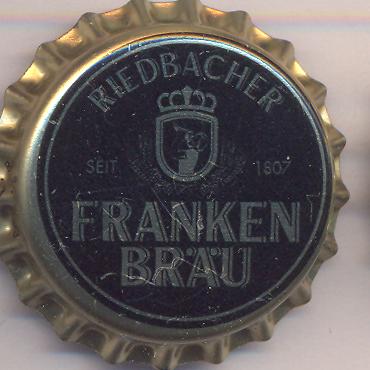 RIEDBACHER
SEIT 1807
FRANKEN
BRÄU